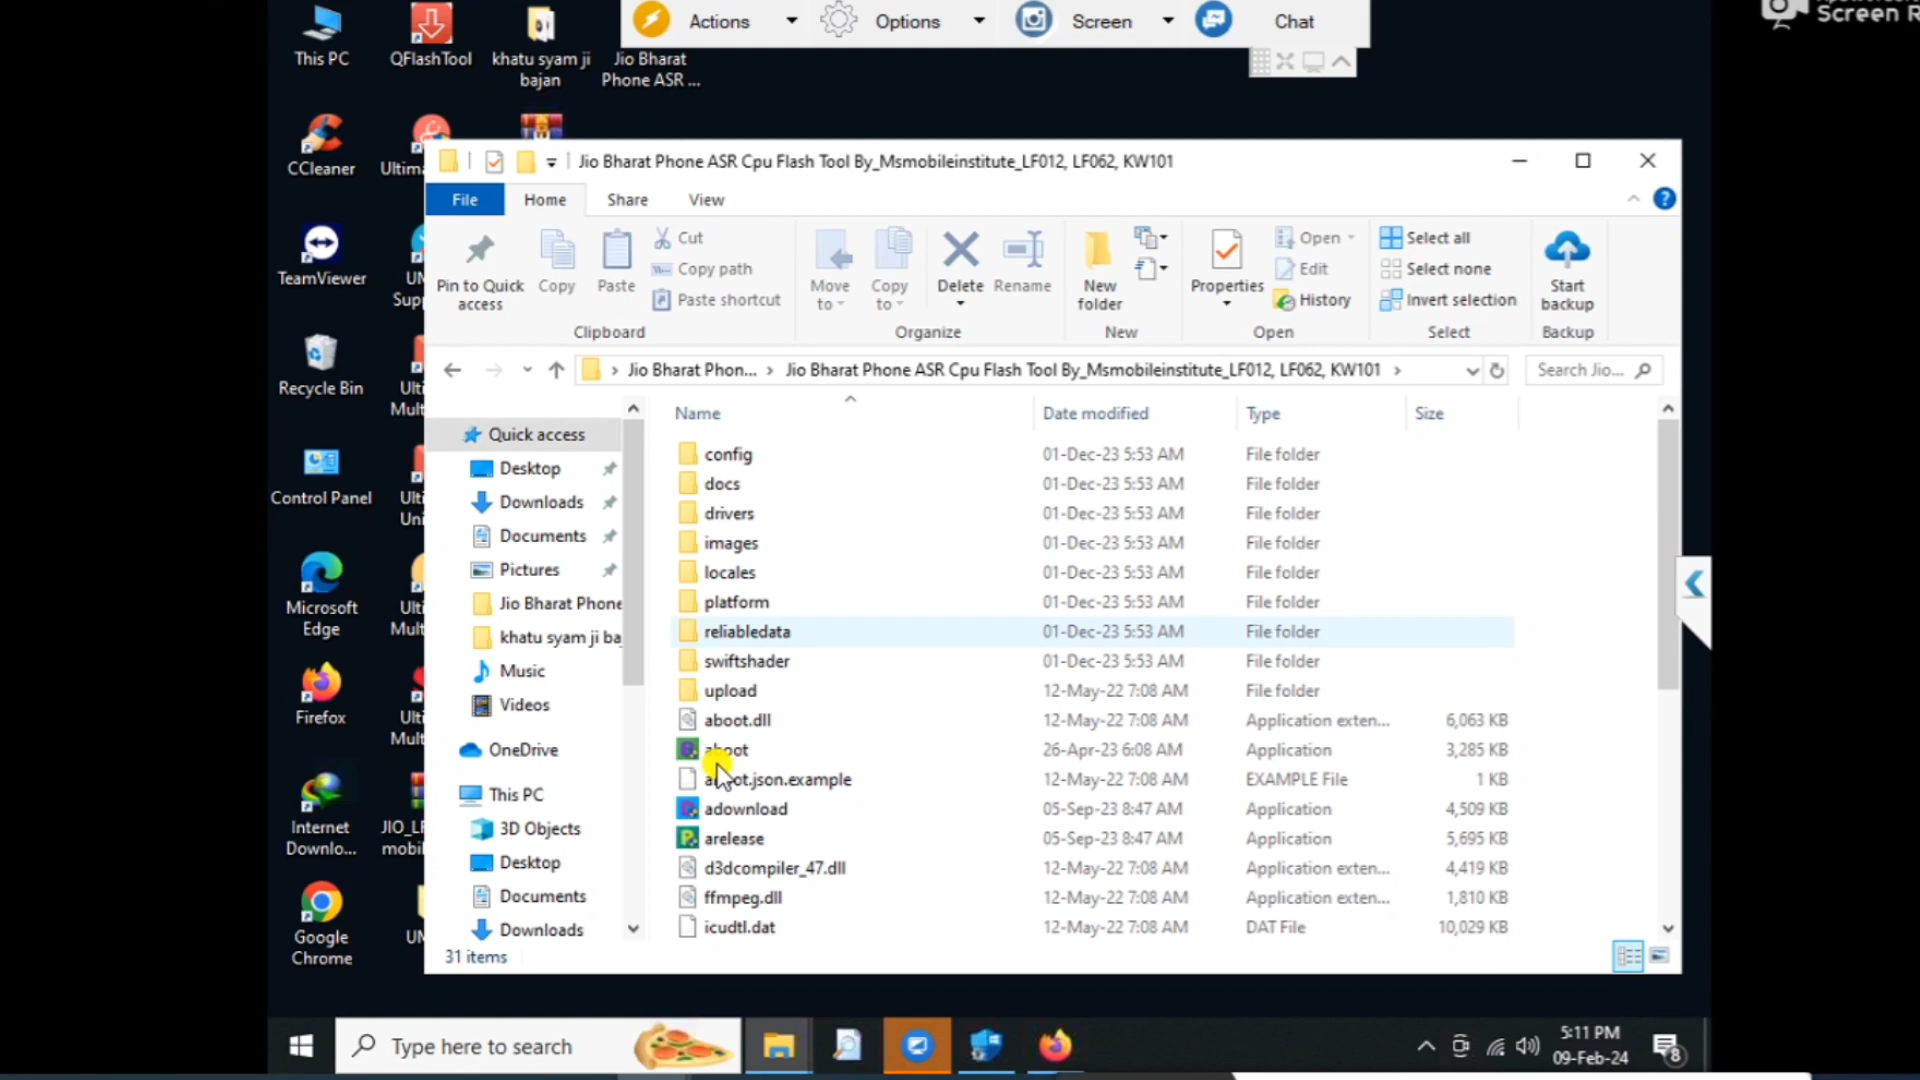 Actions
Options
Screen
Chat
Screen R
This PC
QFlashTool
khatu syam ji
bajan
Jio Bharat
Phone ASR ...
CCleaner
TeamViewer
Recycle Bin
Control Panel
Microsoft
Edge
Firefox
Internet
Downlo...
Google
Chrome
Jio Bharat Phone ASR Cpu Flash Tool By_Msmobileinstitute_LF012, LF062, KW101
File
Home
Share
View
Pin to Quick
access
Copy
Paste
Cut
Copy path
Paste shortcut
Clipboard
Move
to
Copy
to
Delete
Rename
Organize
New
folder
New
Properties
Open
Edit
History
Open
Select all
Select none
Invert selection
Select
Start
backup
Backup
Jio Bharat Phon... › Jio Bharat Phone ASR Cpu Flash Tool By_Msmobileinstitute_LF012, LF062, KW101 ›
Search Jio...
Quick access
Desktop
Downloads
Documents
Pictures
Jio Bharat Phone
khatu syam ji ba
Music
Videos
OneDrive
This PC
3D Objects
Desktop
Documents
Downloads
Name Date modified Type Size
config 01-Dec-23 5:53 AM File folder
docs 01-Dec-23 5:53 AM File folder
drivers 01-Dec-23 5:53 AM File folder
images 01-Dec-23 5:53 AM File folder
locales 01-Dec-23 5:53 AM File folder
platform 01-Dec-23 5:53 AM File folder
reliabledata 01-Dec-23 5:53 AM File folder
swiftshader 01-Dec-23 5:53 AM File folder
upload 12-May-22 7:08 AM File folder
aboot.dll 12-May-22 7:08 AM Application exten... 6,063 KB
aboot 26-Apr-23 6:08 AM Application 3,285 KB
aboot.json.example 12-May-22 7:08 AM EXAMPLE File 1 KB
adownload 05-Sep-23 8:47 AM Application 4,509 KB
arelease 05-Sep-23 8:47 AM Application 5,695 KB
d3dcompiler_47.dll 12-May-22 7:08 AM Application exten... 4,419 KB
ffmpeg.dll 12-May-22 7:08 AM Application exten... 1,810 KB
icudtl.dat 12-May-22 7:08 AM DAT File 10,029 KB
31 items
Type here to search
5:11 PM
09-Feb-24
8